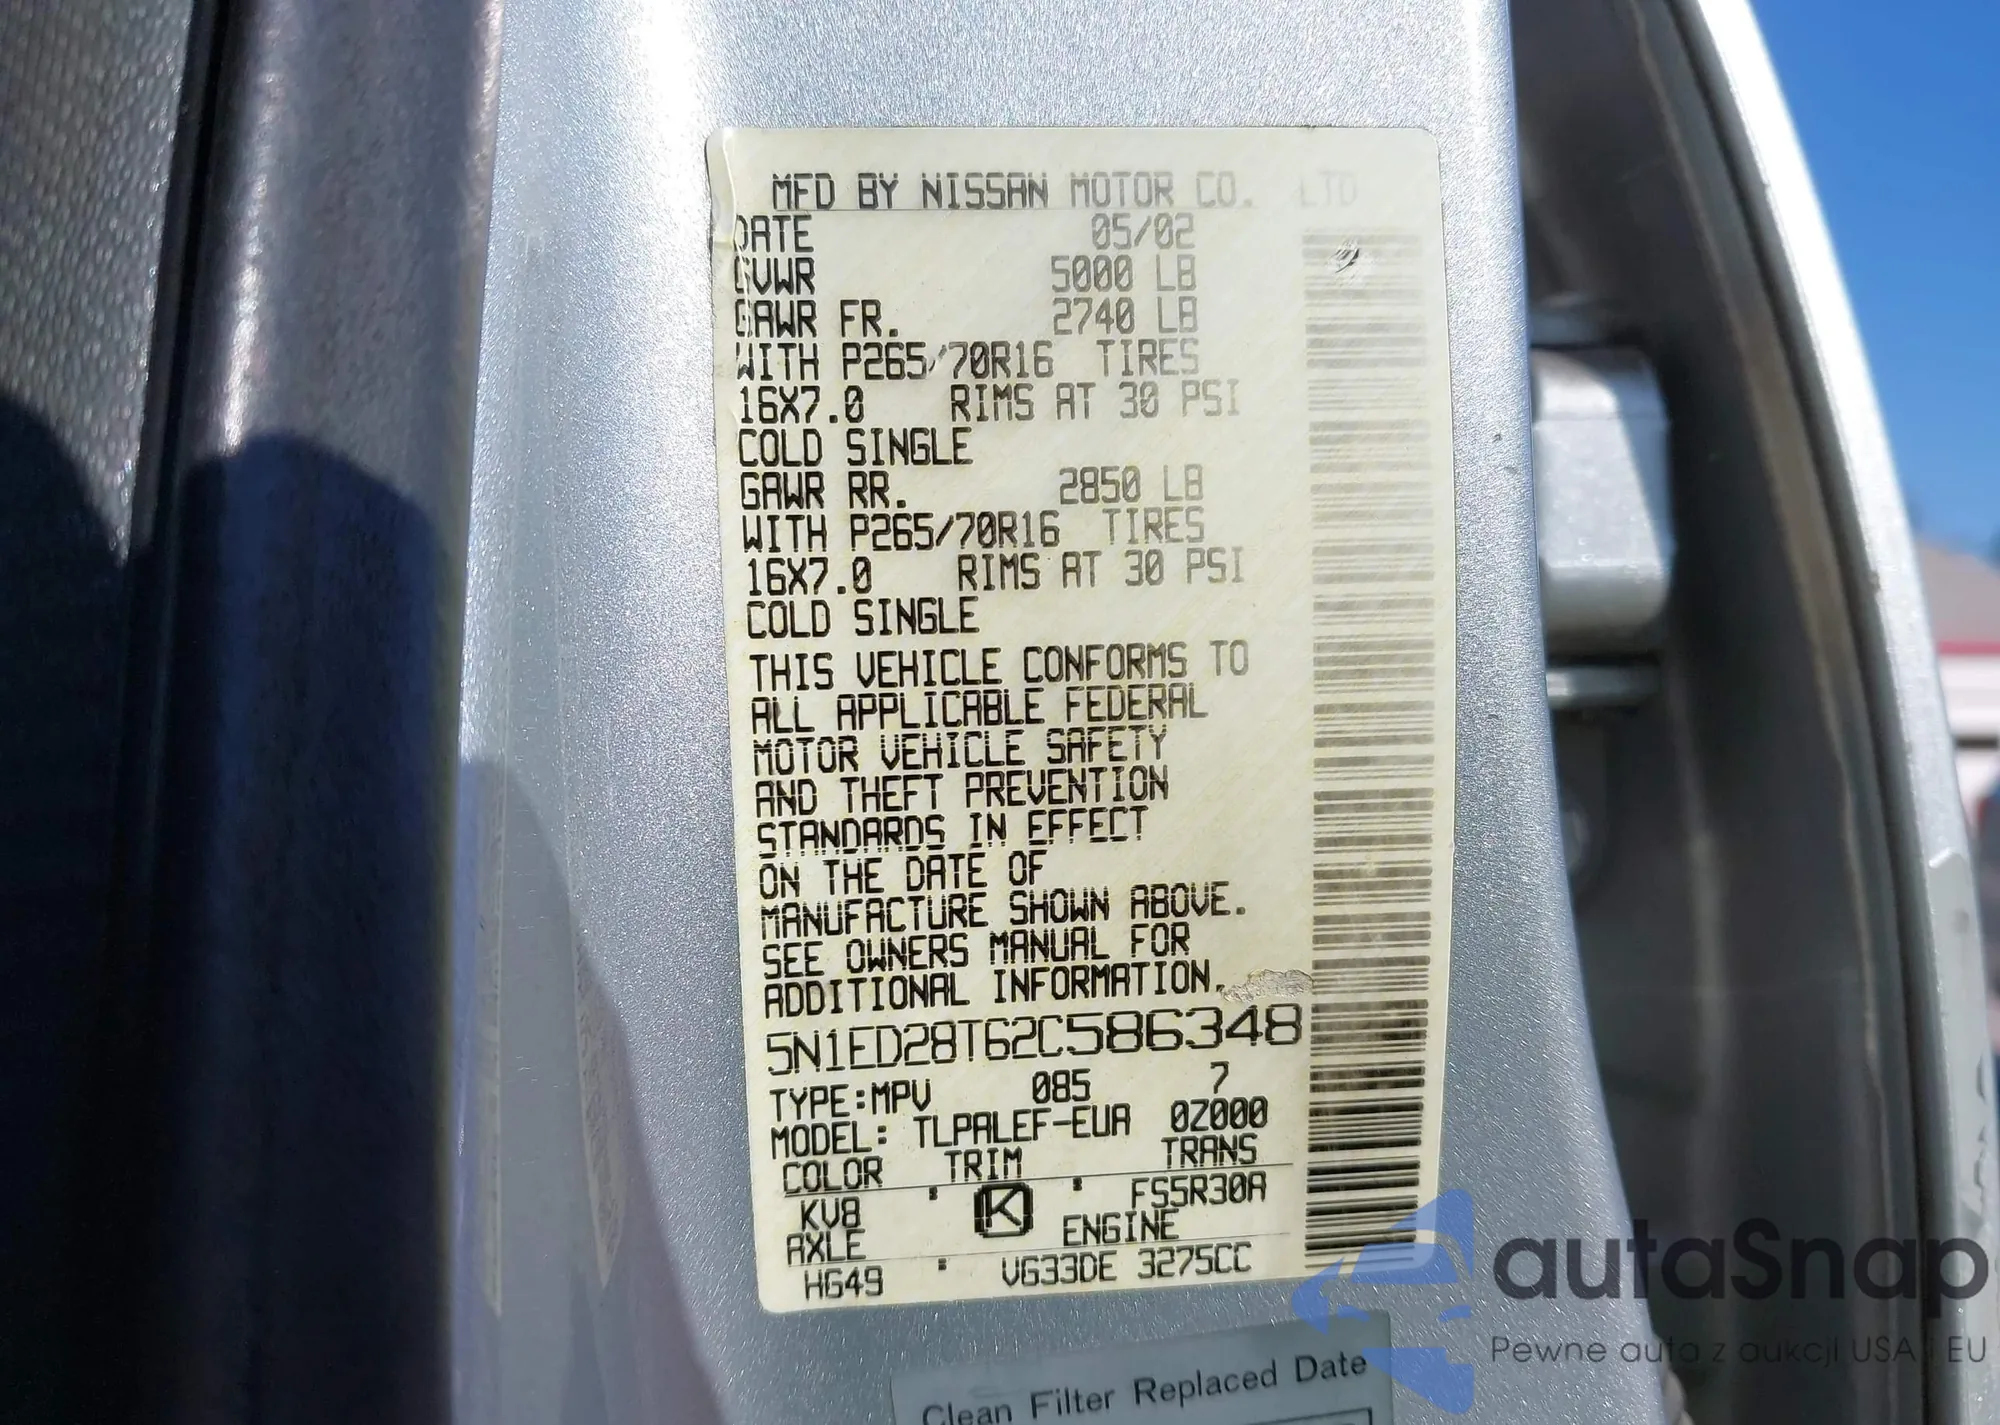 MFD BY NISSAN MOTOR CO. LTD
DATE 05/02
GVWR 5000 LB
GAWR FR. 2740 LB
WITH P265/70R16 TIRES
16X7.0 RIMS AT 30 PSI
COLD SINGLE
GAWR RR. 2850 LB
WITH P265/70R16 TIRES
16X7.0 RIMS AT 30 PSI
COLD SINGLE
THIS VEHICLE CONFORMS TO
ALL APPLICABLE FEDERAL
MOTOR VEHICLE SAFETY
AND THEFT PREVENTION
STANDARDS IN EFFECT
ON THE DATE OF
MANUFACTURE SHOWN ABOVE.
SEE OWNERS MANUAL FOR
ADDITIONAL INFORMATION.
5N1ED28T62C586348
TYPE:MPV 085 7
MODEL: TLPALEF-EUA 0Z000
COLOR TRIM TRANS
KV8 K FS5R30A
AXLE ENGINE
HG49 VG33DE 3275CC
Clean Filter Replaced Date
autaSnap
Pewne auta z aukcji USA i EU